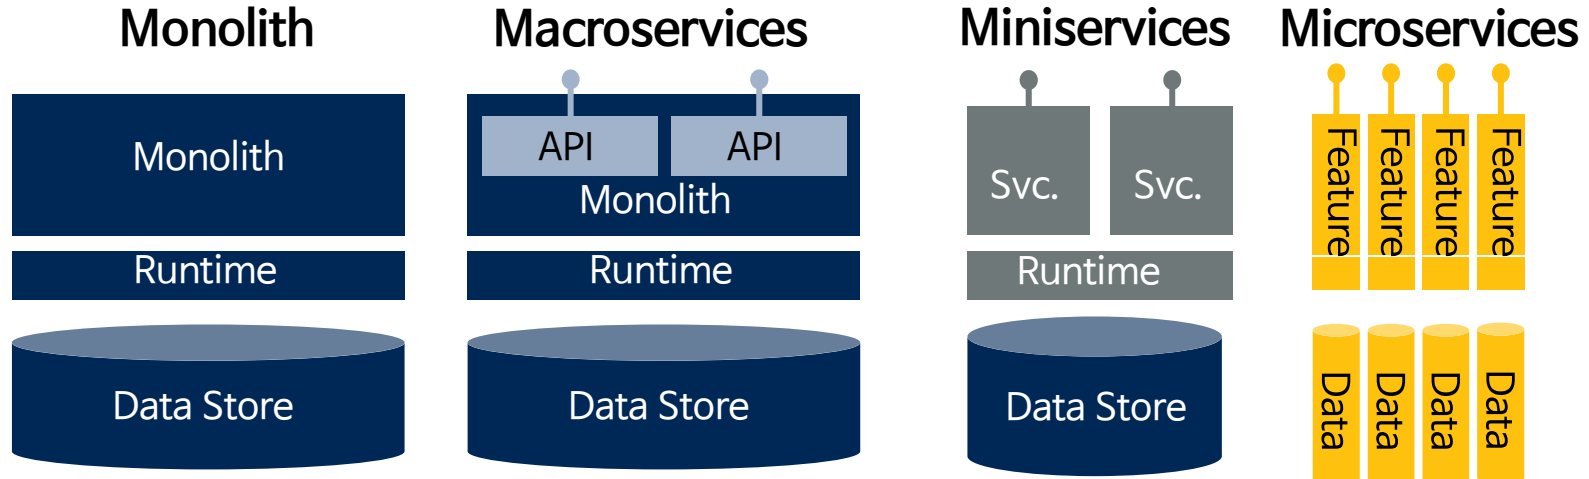 Monolith
Monolith
Runtime
Data Store
Macroservices
API API
Monolith
Runtime
Data Store
Miniservices
Svc. Svc.
Runtime
Data Store
Microservices
Feature
Feature
Feature
Feature
Data
Data
Data
Data